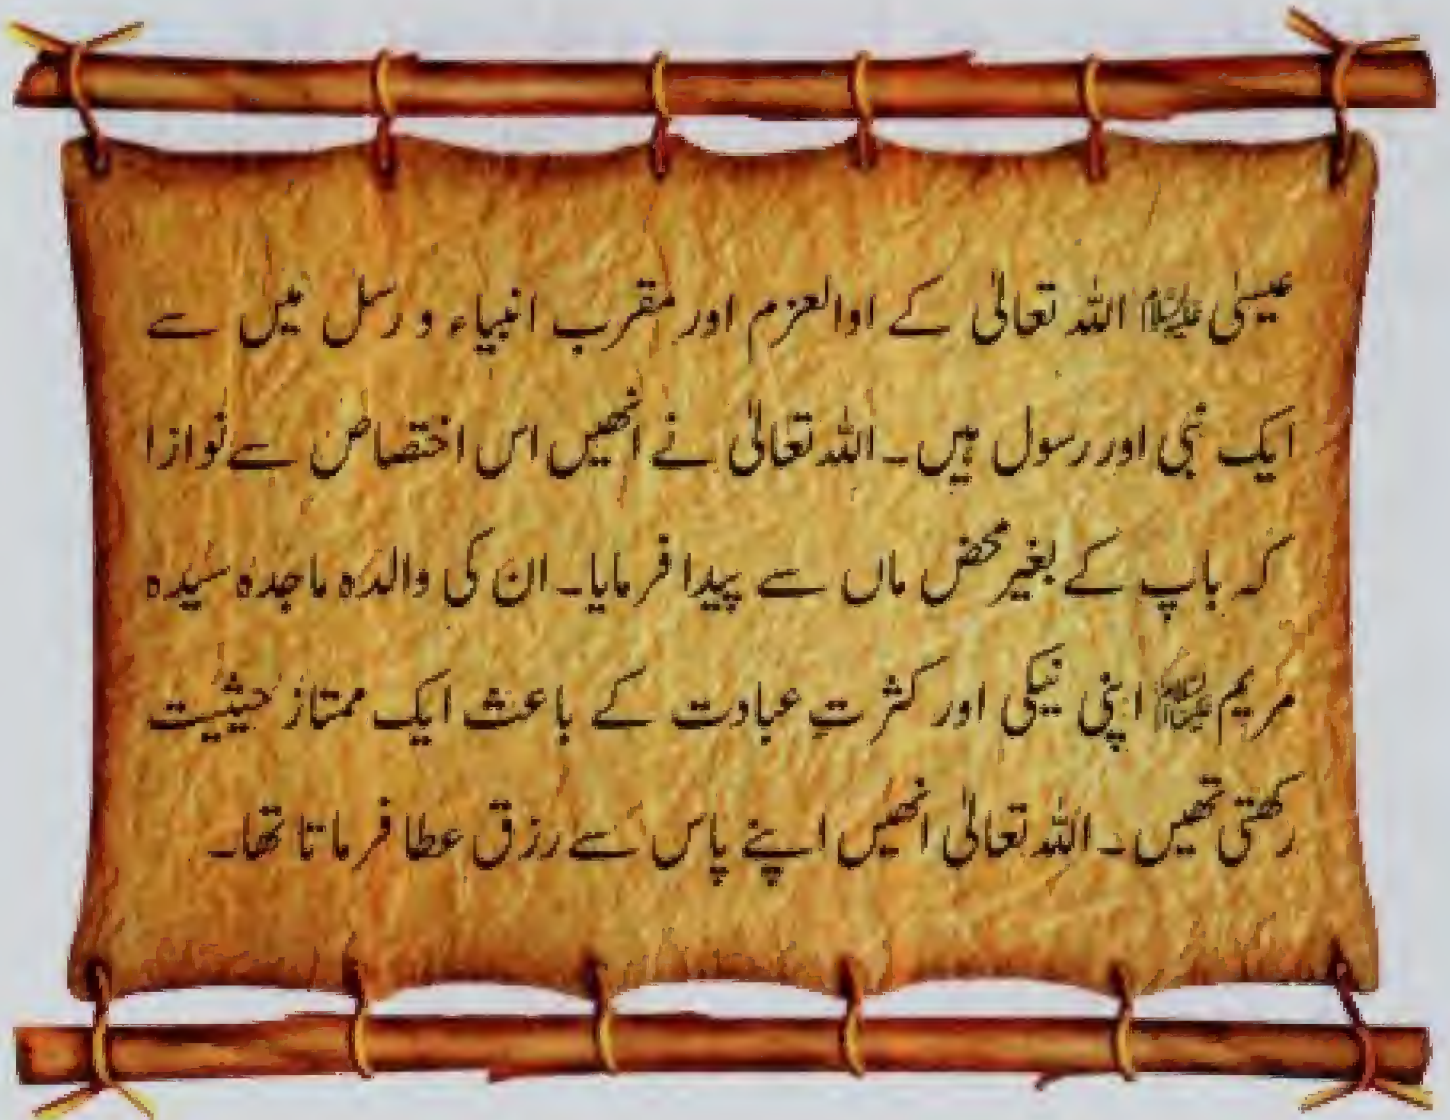 عیسیٰ علیہ السلام اللہ تعالیٰ کے اوالعزم اور مقرب انبیاء و رسل میں سے
ایک نبی اور رسول ہیں۔ اللہ تعالیٰ نے انھیں اس اختصاص سے نوازا
کہ باپ کے بغیر محض ماں سے پیدا فرمایا۔ ان کی والدہ ماجدہ سیدہ
مریم علیہا السلام اپنی نیکی اور کثرتِ عبادت کے باعث ایک ممتاز حیثیت
رکھتی تھیں۔ اللہ تعالیٰ انھیں اپنے پاس سے رزق عطا فرماتا تھا۔